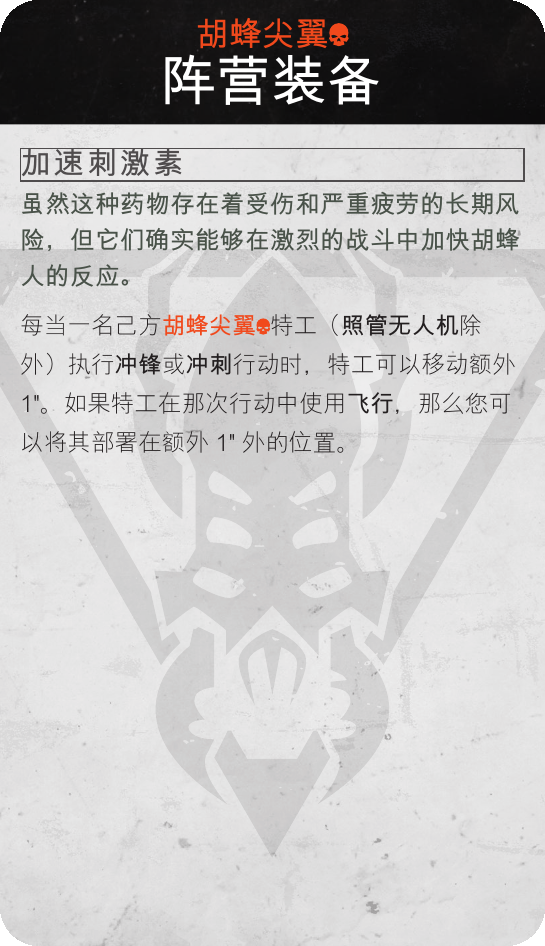 胡蜂尖翼
阵营装备
加速刺激素
虽然这种药物存在着受伤和严重疲劳的长期风
险，但它们确实能够在激烈的战斗中加快胡蜂
人的反应。
每当一名己方胡蜂尖翼特工（照管无人机除
外）执行冲锋或冲刺行动时，特工可以移动额外
1"。如果特工在那次行动中使用飞行，那么您可
以将其部署在额外 1" 外的位置。